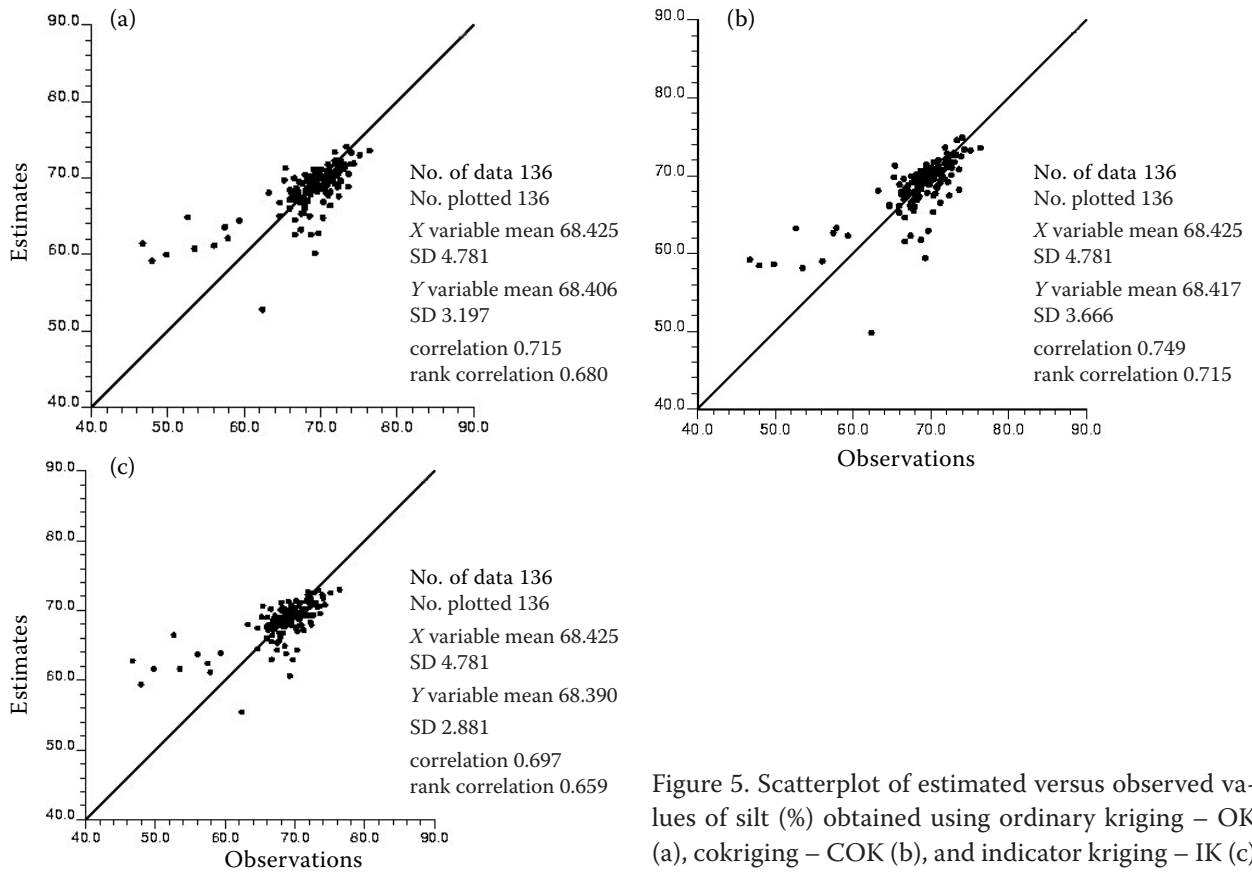 (a)
90.0
80.0
70.0
60.0
50.0
40.0
Estimates
40.0 50.0 60.0 70.0 80.0 90.0
No. of data 136
No. plotted 136
X variable mean 68.425
SD 4.781
Y variable mean 68.406
SD 3.197
correlation 0.715
rank correlation 0.680
(b)
90.0
80.0
70.0
60.0
50.0
40.0
40.0 50.0 60.0 70.0 80.0 90.0
Observations
No. of data 136
No. plotted 136
X variable mean 68.425
SD 4.781
Y variable mean 68.417
SD 3.666
correlation 0.749
rank correlation 0.715
(c)
90.0
80.0
70.0
60.0
50.0
40.0
Estimates
40.0 50.0 60.0 70.0 80.0 90.0
Observations
No. of data 136
No. plotted 136
X variable mean 68.425
SD 4.781
Y variable mean 68.390
SD 2.881
correlation 0.697
rank correlation 0.659
Figure 5. Scatterplot of estimated versus observed va-
lues of silt (%) obtained using ordinary kriging – OK
(a), cokriging – COK (b), and indicator kriging – IK (c)